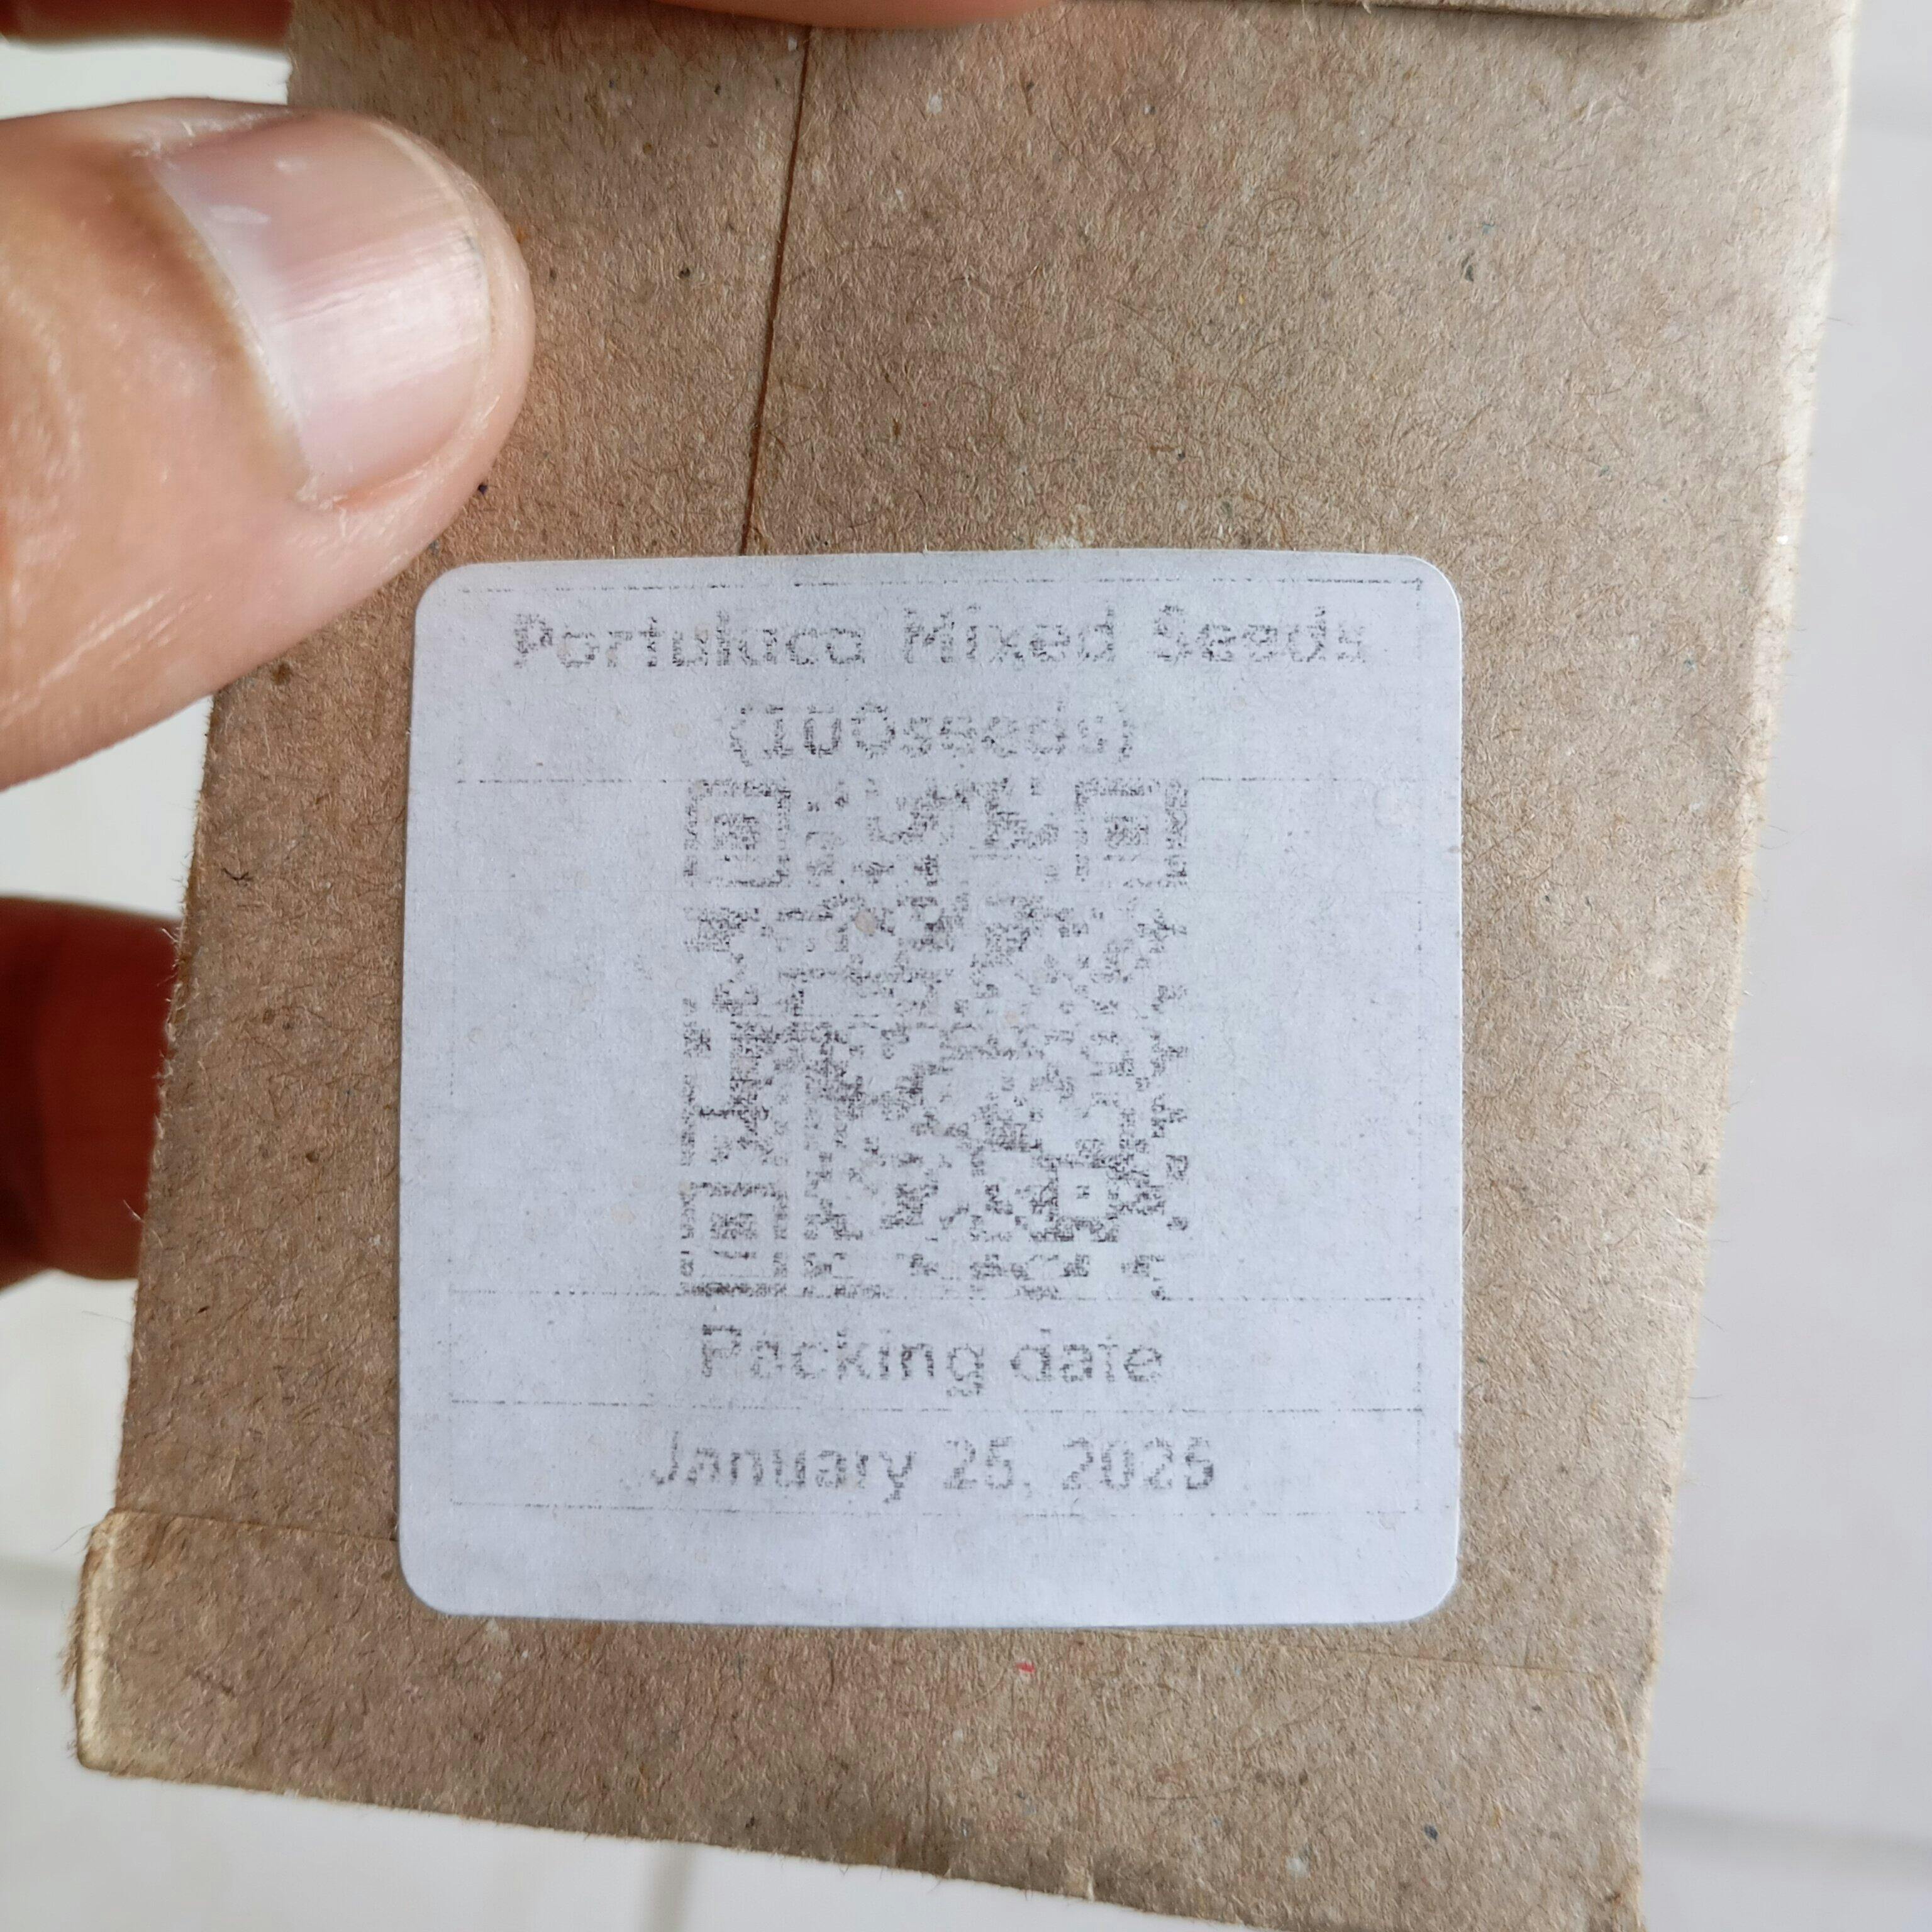 Portulaca Mixed Seeds
(100seeds)
Packing date
January 25, 2025